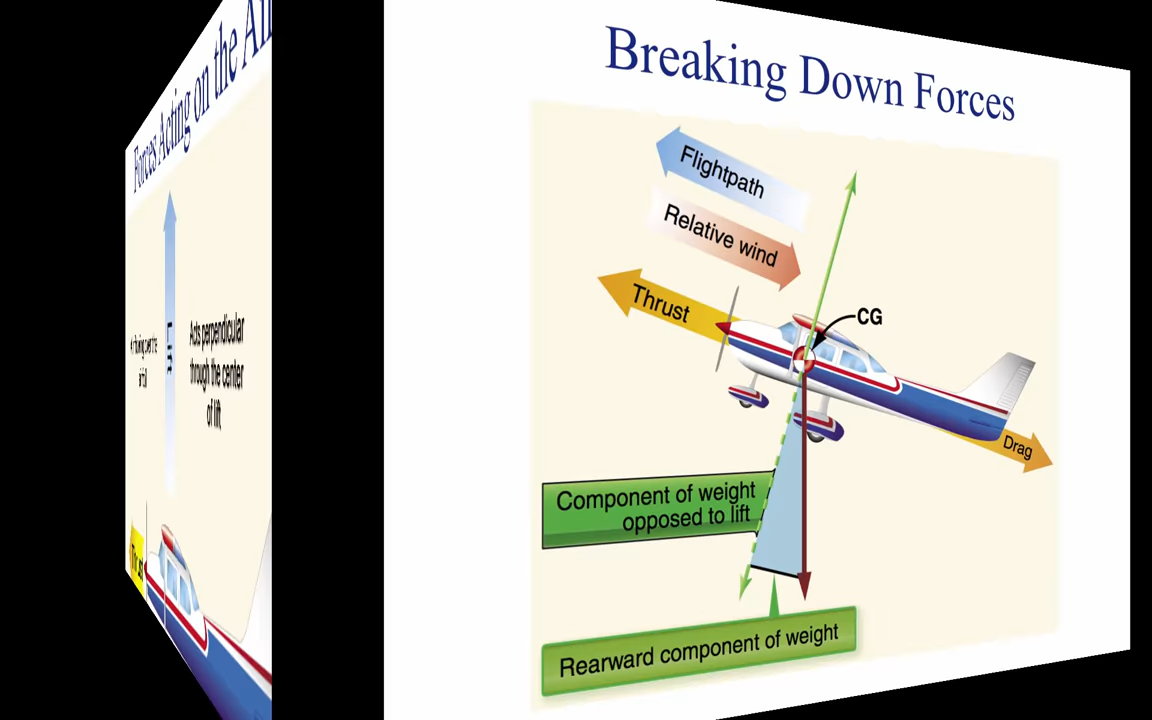 Forces Acting on the Ai
Lift
Acts perpendicular
through the center
of lift
Breaking Down Forces
Flightpath
Relative wind
Thrust
CG
Drag
Component of weight
opposed to lift
Rearward component of weight